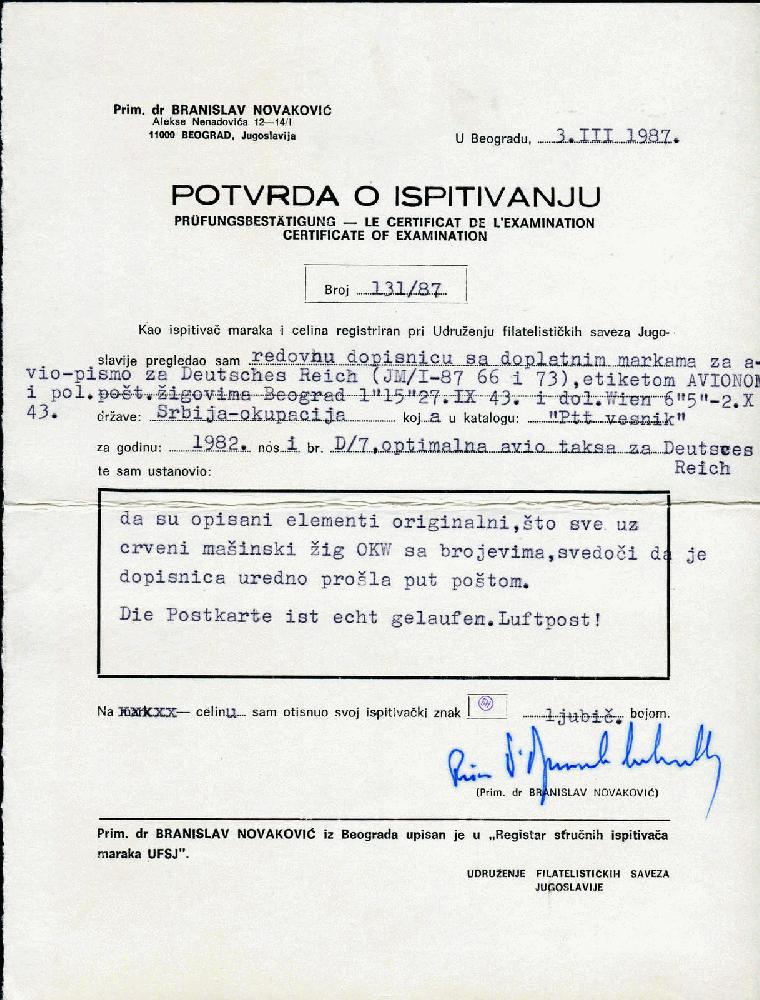 Prim. dr BRANISLAV NOVAKOVIĆ
Alekse Nenadovića 12—14/I
11000 BEOGRAD, Jugoslavija
U Beogradu, 3.III 1987.
POTVRDA O ISPITIVANJU
PRÜFUNGSBESTÄTIGUNG — LE CERTIFICAT DE L'EXAMINATION
CERTIFICATE OF EXAMINATION
Broj 131/87
Kao ispitivač maraka i celina registriran pri Udruženju filatelističkih saveza Jugo-
slavije pregledao sam redovnu dopisnicu sa doplatnim markama za a-
vio-pismo za Deutsches Reich (JM/I-87 66 i 73),etiketom AVIONOM
i pol.pošt.žigovima Beograd 1"15"27.IX 43. i dol.Wien 6"5"-2.X
43. države: Srbija-okupacija koja u katalogu: "Ptt vesnik"
za godinu: 1982. nosi br. D/7,optimalna avio taksa za Deutsces
te sam ustanovio: Reich
da su opisani elementi originalni,što sve uz
crveni mašinski žig OKW sa brojevima,svedoči da je
dopisnica uredno prošla put poštom.
Die Postkarte ist echt gelaufen.Luftpost!
Na — celinu sam otisnuo svoj ispitivački znak ljubič. bojom.
(Prim. dr BRANISLAV NOVAKOVIĆ)
Prim. dr BRANISLAV NOVAKOVIĆ iz Beograda upisan je u „Registar stručnih ispitivača
maraka UFSJ".
UDRUŽENJE FILATELISTIČKIH SAVEZA
JUGOSLAVIJE